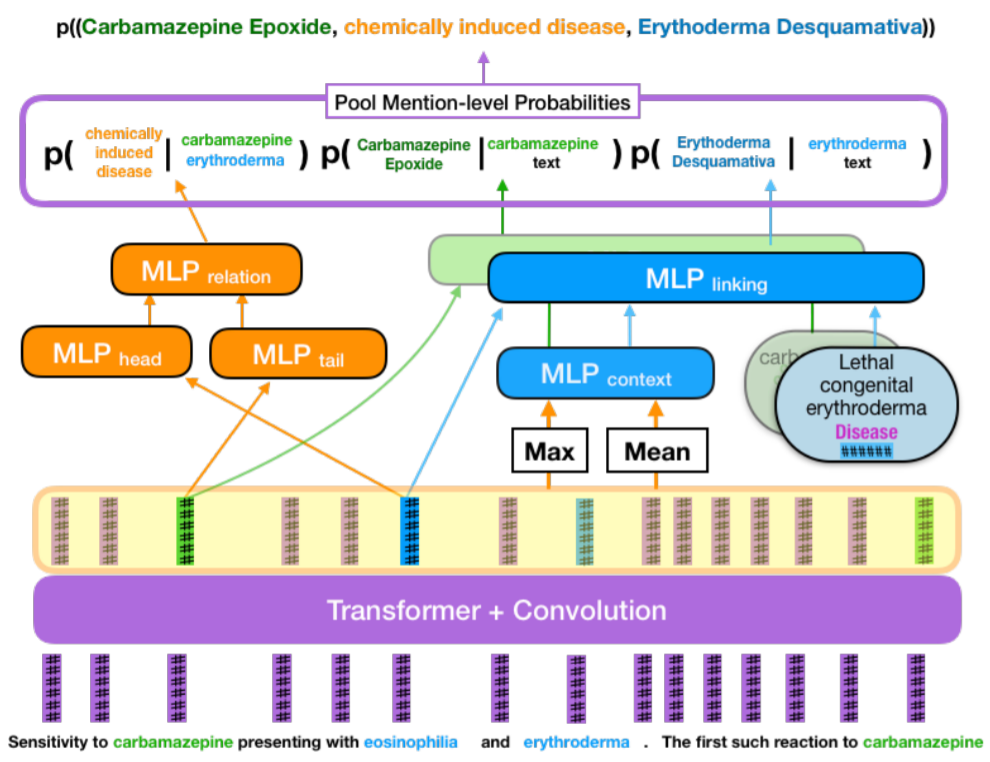 p((Carbamazepine Epoxide, chemically induced disease, Erythoderma Desquamativa))
Pool Mention-level Probabilities
p( chemically induced disease | carbamazepine erythroderma ) p( Carbamazepine Epoxide | carbamazepine text ) p( Erythoderma Desquamativa | erythroderma text )
MLP relation
MLP linking
MLP head
MLP tail
MLP context
carb
Lethal
congenital
erythroderma
Disease
######
Max
Mean
Transformer + Convolution
Sensitivity to carbamazepine presenting with eosinophilia and erythroderma . The first such reaction to carbamazepine